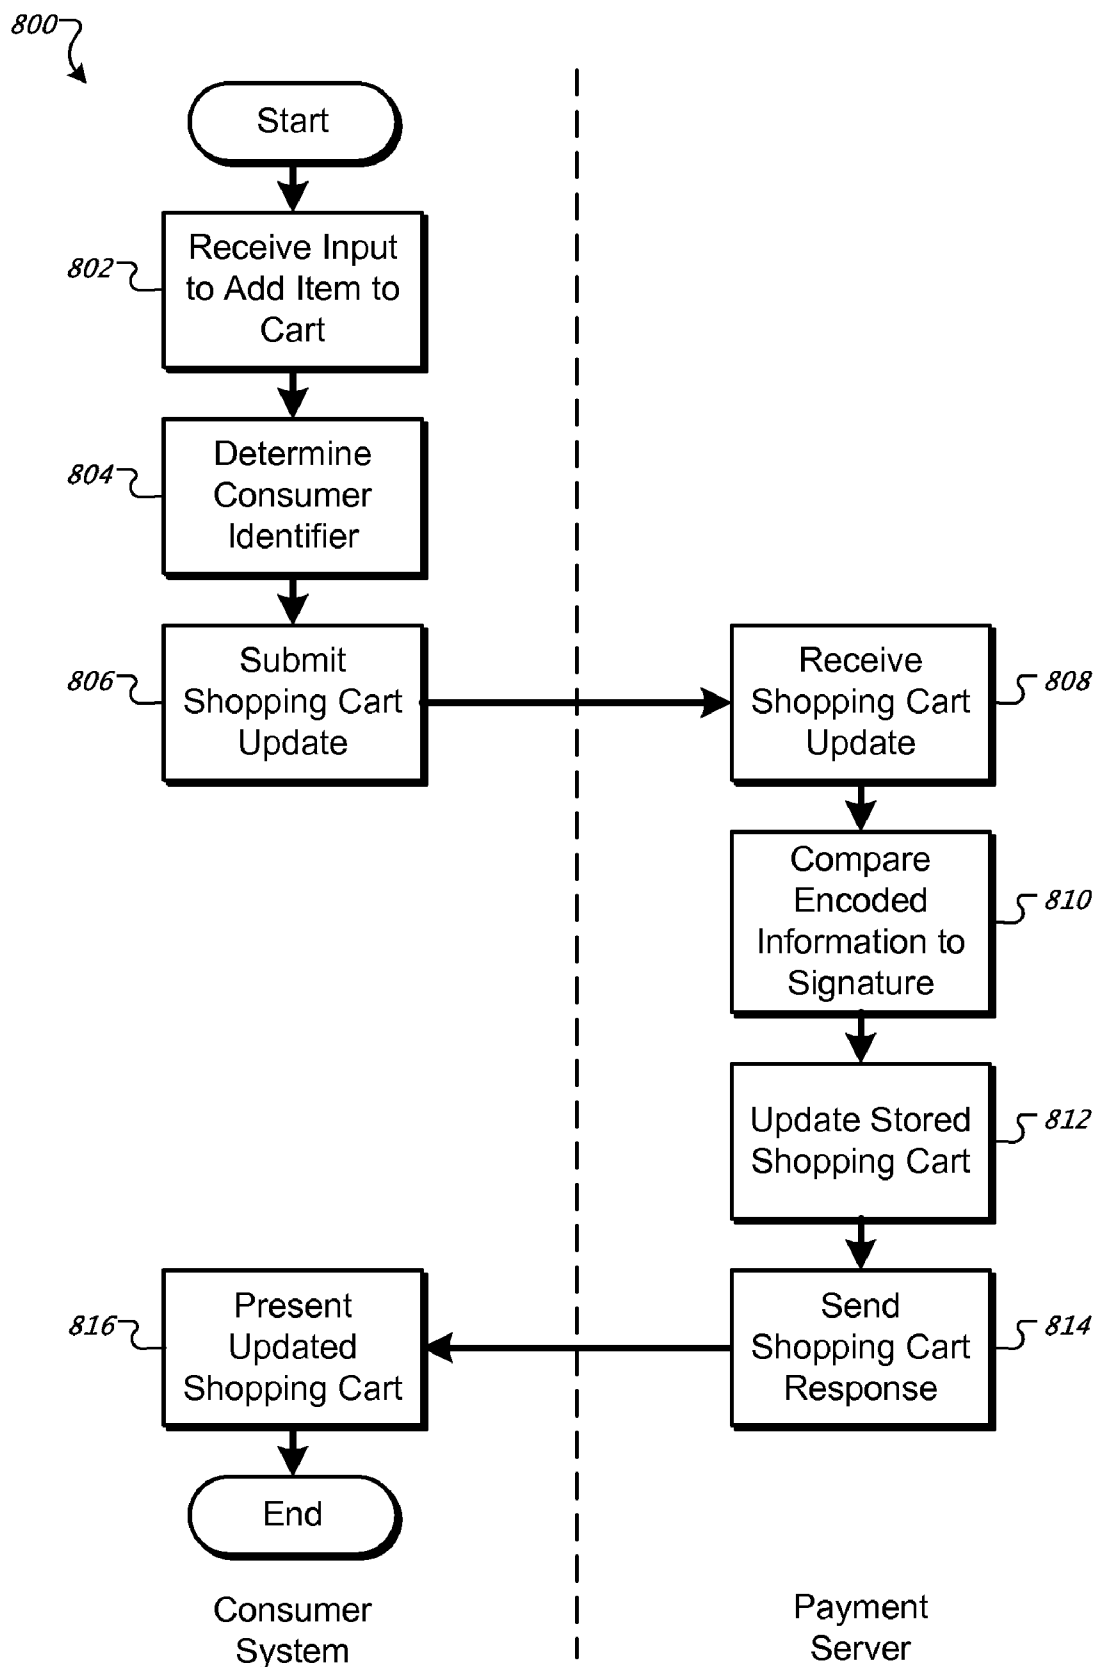 800
Start
802
Receive Input
to Add Item to
Cart
804
Determine
Consumer
Identifier
806
Submit
Shopping Cart
Update
Receive
Shopping Cart
Update
808
Compare
Encoded
Information to
Signature
810
Update Stored
Shopping Cart
812
Send
Shopping Cart
Response
814
816
Present
Updated
Shopping Cart
End
Consumer
System
Payment
Server